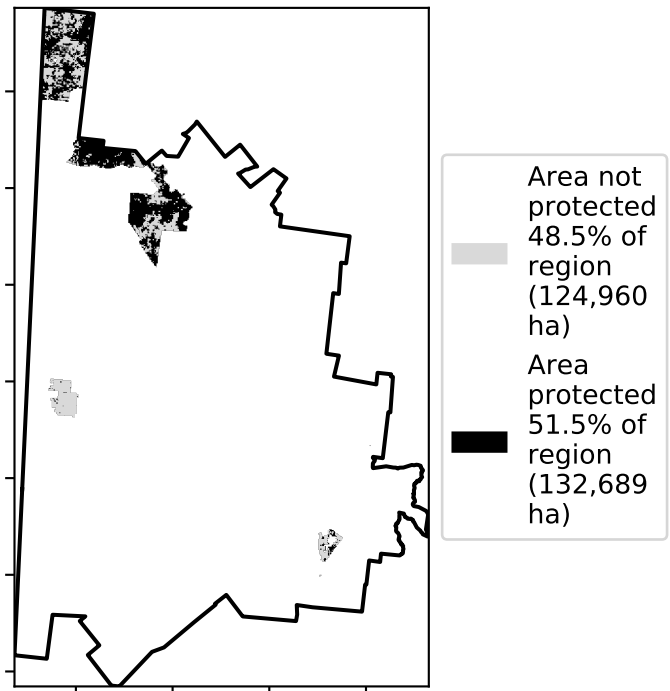 Area not
protected
48.5% of
region
(124,960
ha)
Area
protected
51.5% of
region
(132,689
ha)